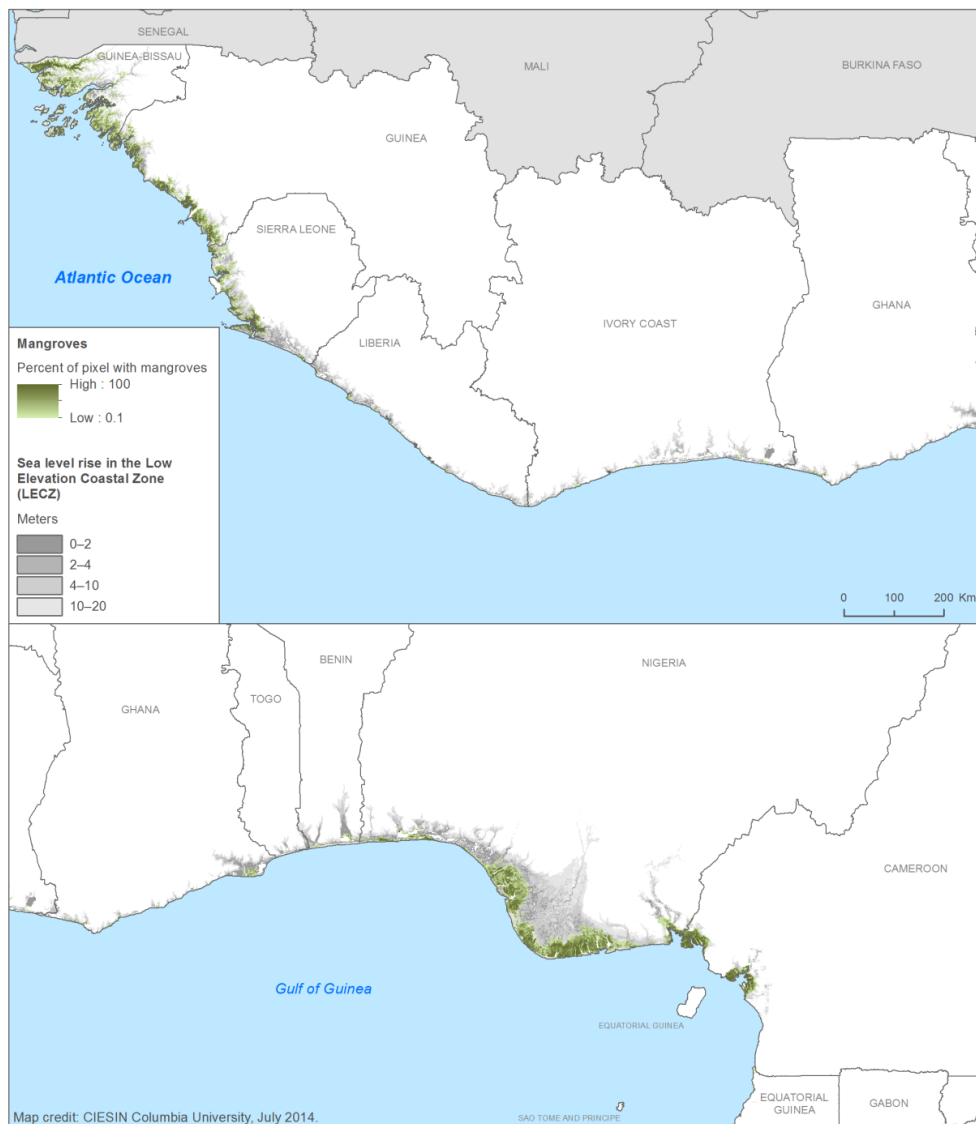 SENEGAL
GUINEA-BISSAU
MALI
BURKINA FASO
GUINEA
SIERRA LEONE
Atlantic Ocean
GHANA
IVORY COAST
LIBERIA
Mangroves
Percent of pixel with mangroves
High : 100
Low : 0.1
Sea level rise in the Low
Elevation Coastal Zone
(LECZ)
Meters
0–2
2–4
4–10
10–20
0 100 200 Km
BENIN
NIGERIA
TOGO
GHANA
CAMEROON
Gulf of Guinea
EQUATORIAL GUINEA
EQUATORIAL
GUINEA
GABON
Map credit: CIESIN Columbia University, July 2014.
SAO TOME AND PRINCIPE